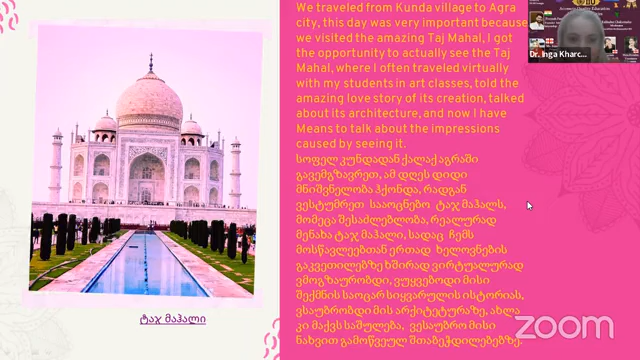 We traveled from Kunda village to Agra
city, this day was very important because
we visited the amazing Taj Mahal, I got
the opportunity to actually see the Taj
Mahal, where I often traveled virtually
with my students in art classes, told the
amazing love story of its creation, talked
about its architecture, and now I have
Means to talk about the impressions
caused by seeing it.
სოფელ კუნდადან ქალაქ აგრაში
გავემგზავრეთ, ამ დღეს დიდი
მნიშვნელობა ჰქონდა, რადგან
ვესტუმრეთ საოცნებო ტაჯ მაჰალს,
მომეცა შესაძლებლობა, რეალურად
მენახა ტაჯ მაჰალი, სადაც ჩემს
მოსწავლეებთან ერთად ხელოვნების
გაკვეთილებზე ხშირად ვირტუალურად
ვმოგზაურობდი, ვუყვებოდი მისი
შექმნის საოცარ სიყვარულის ისტორიას,
ვსაუბრობდი მის არქიტექტურაზე, ახლა
კი მაქვს საშუალება, ვესაუბრო მისი
ნახვით გამოწვეულ შთაბეჭდილებებზე.
ტაჯ მაჰალი
Dr. Inga Kharc...
zoom